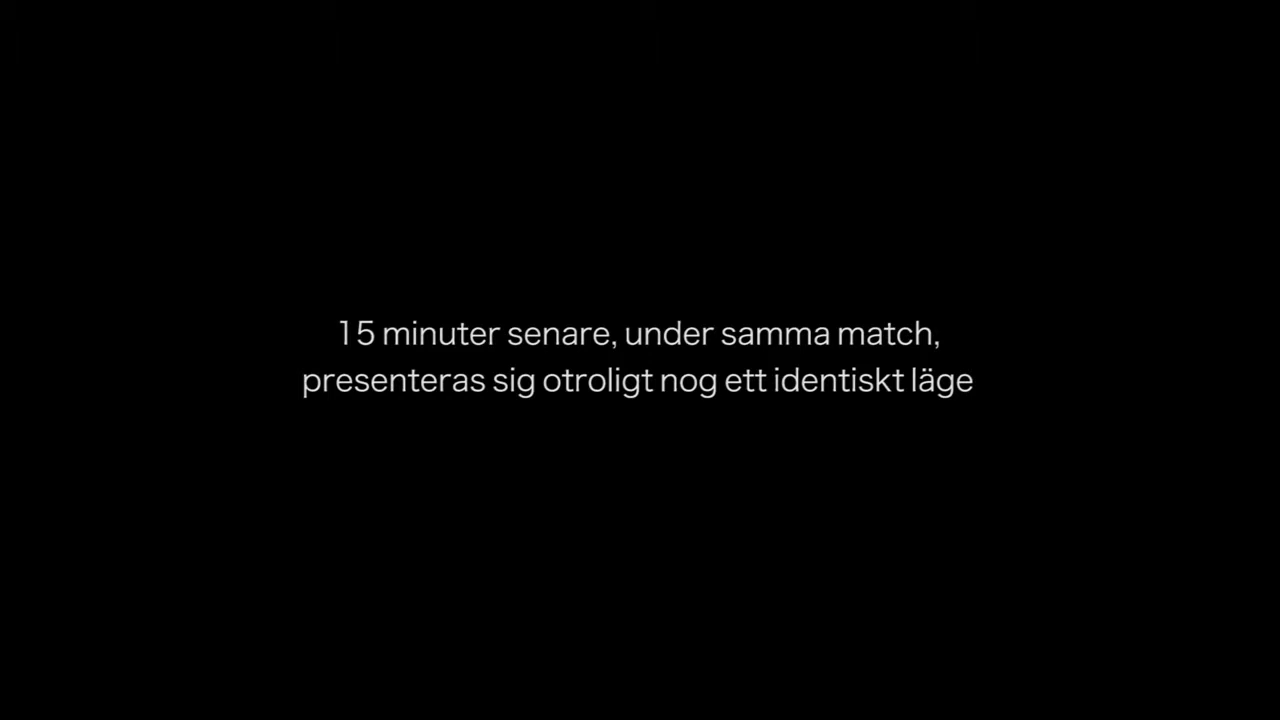 15 minuter senare, under samma match,
presenteras sig otroligt nog ett identiskt läge